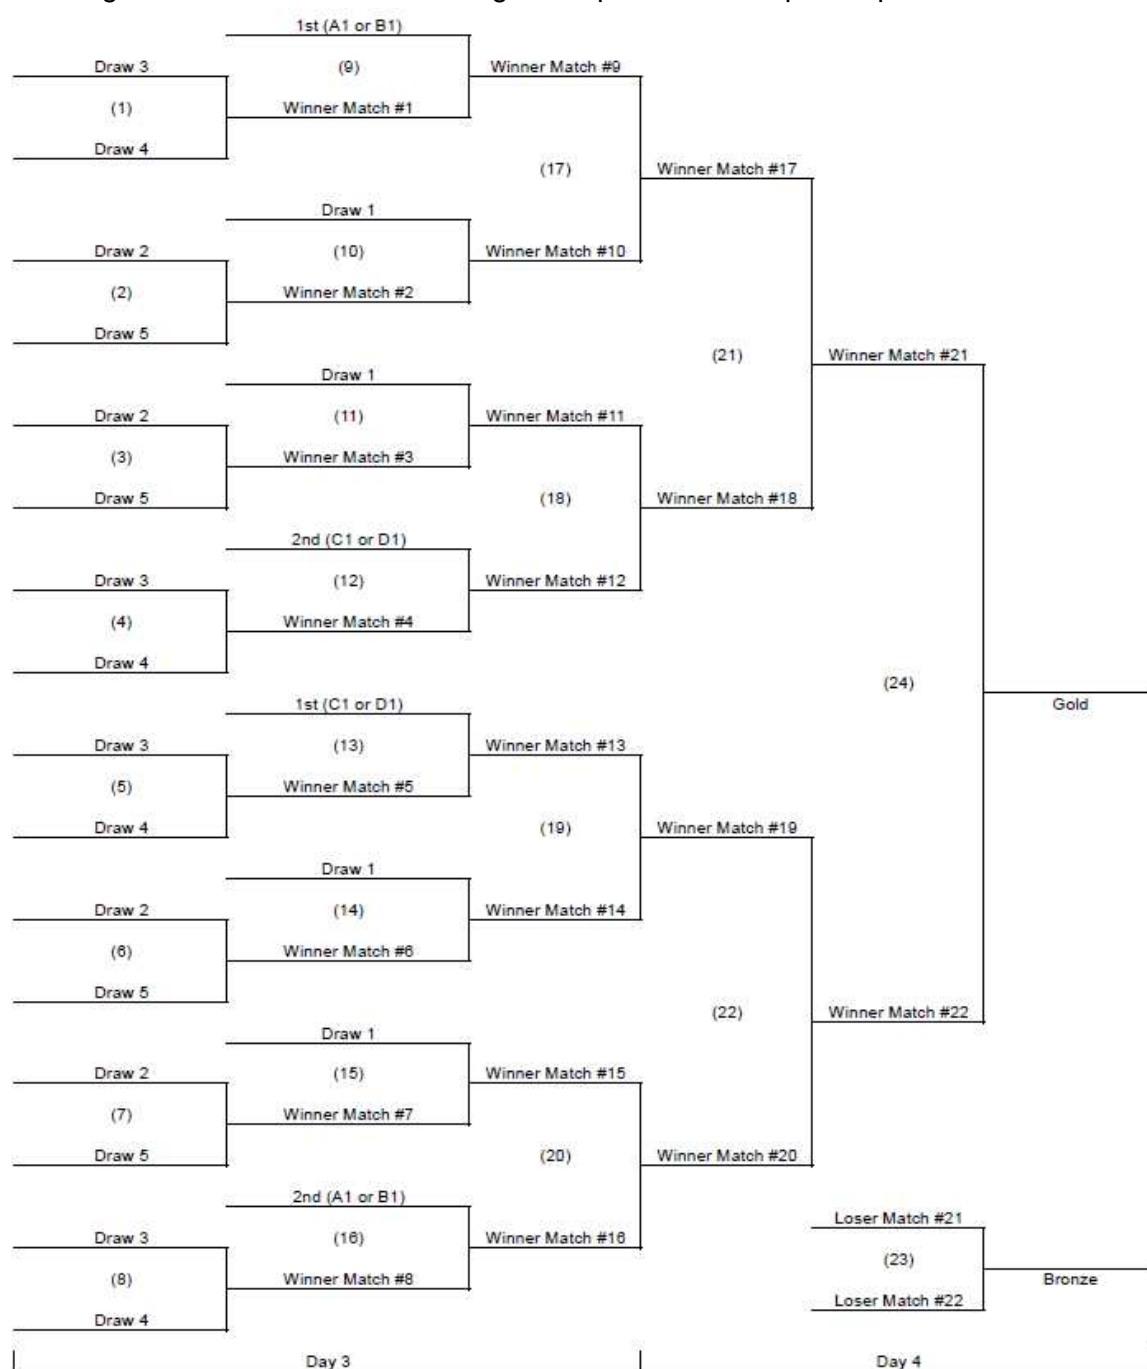 1st (A1 or B1)
Draw 3
(9)
Winner Match #9
(1)
Winner Match #1
Draw 4
(17)
Winner Match #17
Draw 1
Draw 2
(10)
Winner Match #10
(2)
Winner Match #2
Draw 5
(21)
Winner Match #21
Draw 1
Draw 2
(11)
Winner Match #11
(3)
Winner Match #3
Draw 5
(18)
Winner Match #18
2nd (C1 or D1)
Draw 3
(12)
Winner Match #12
(4)
Winner Match #4
Draw 4
(24)
Gold
1st (C1 or D1)
Draw 3
(13)
Winner Match #13
(5)
Winner Match #5
Draw 4
(19)
Winner Match #19
Draw 1
Draw 2
(14)
Winner Match #14
(6)
Winner Match #6
Draw 5
(22)
Winner Match #22
Draw 1
Draw 2
(15)
Winner Match #15
(7)
Winner Match #7
Draw 5
(20)
Winner Match #20
2nd (A1 or B1)
Loser Match #21
Draw 3
(16)
Winner Match #16
(23)
(8)
Winner Match #8
Bronze
Loser Match #22
Draw 4
Day 3
Day 4